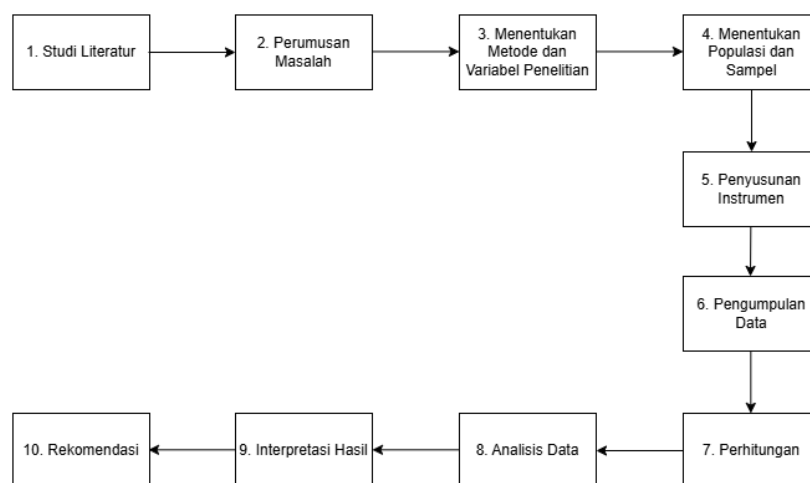 1. Studi Literatur
2. Perumusan
Masalah
3. Menentukan
Metode dan
Variabel Penelitian
4. Menentukan
Populasi dan
Sampel
5. Penyusunan
Instrumen
6. Pengumpulan
Data
7. Perhitungan
8. Analisis Data
9. Interpretasi Hasil
10. Rekomendasi